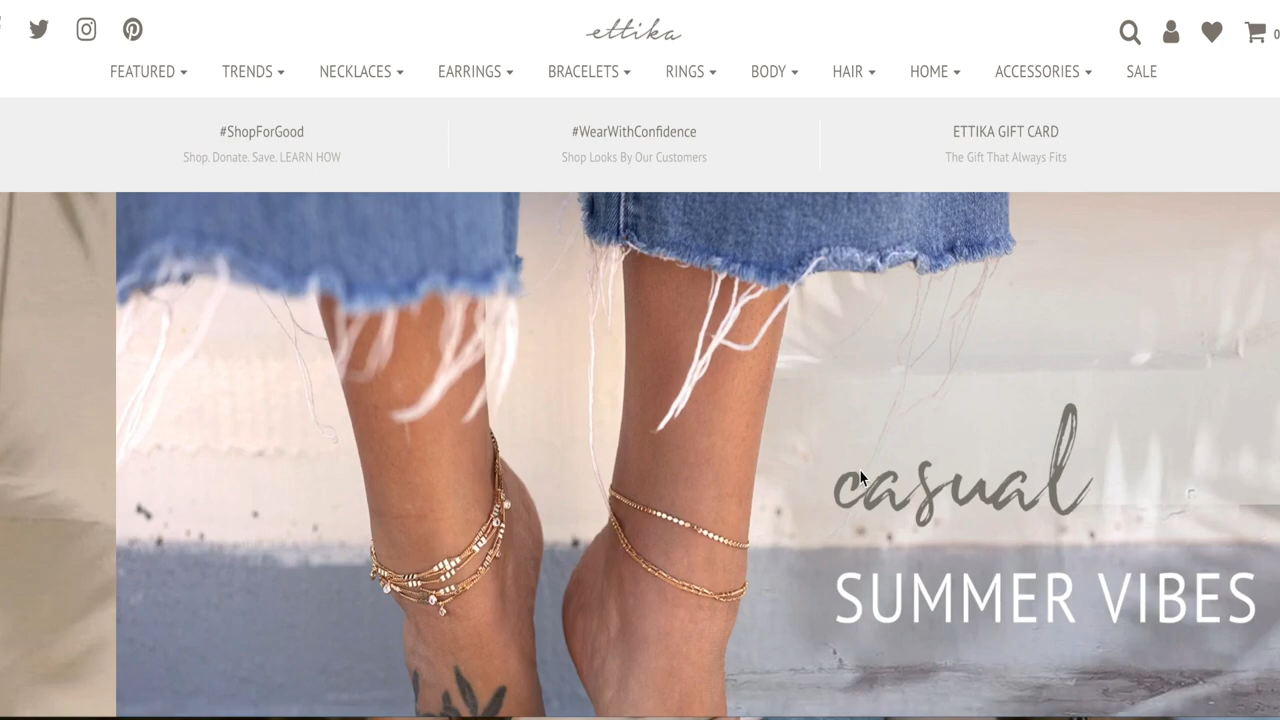 ettika
0
FEATURED TRENDS NECKLACES EARRINGS BRACELETS RINGS BODY HAIR HOME ACCESSORIES SALE
#ShopForGood
Shop. Donate. Save. LEARN HOW
#WearWithConfidence
Shop Looks By Our Customers
ETTIKA GIFT CARD
The Gift That Always Fits
casual
SUMMER VIBES